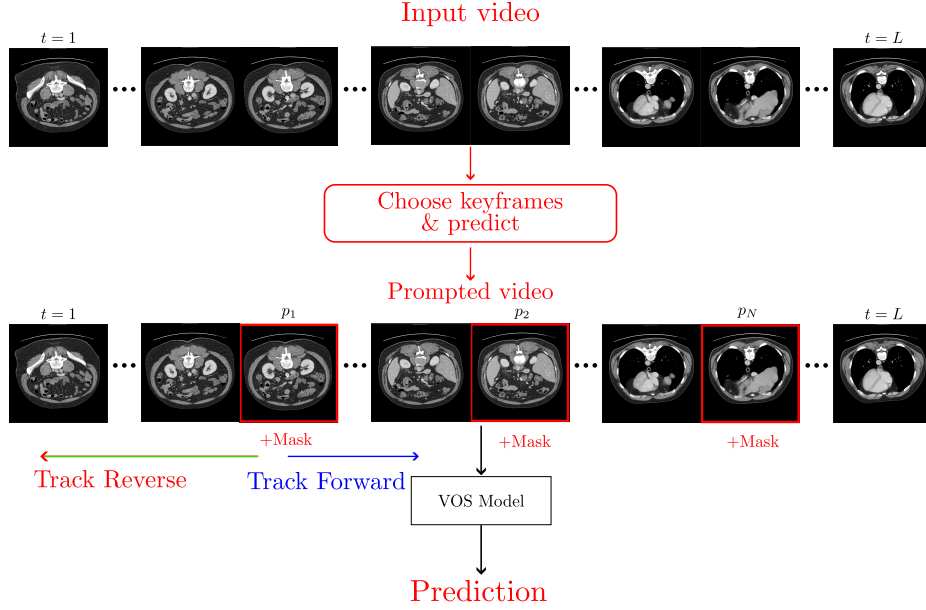 Input video
t = 1
t = L
Choose keyframes
& predict
Prompted video
t = 1
p₁
p₂
p_N
t = L
+Mask
+Mask
+Mask
Track Reverse
Track Forward
VOS Model
Prediction